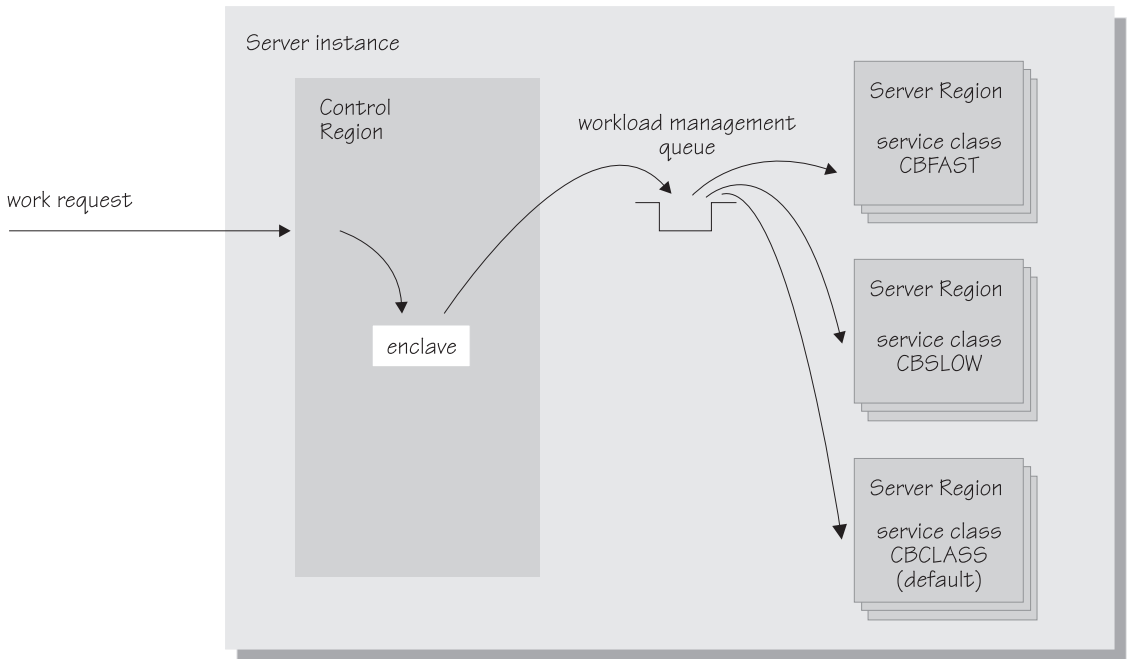 Server instance
Control
Region
work request
enclave
workload management
queue
Server Region
service class
CBFAST
Server Region
service class
CBSLOW
Server Region
service class
CBCLASS
(default)